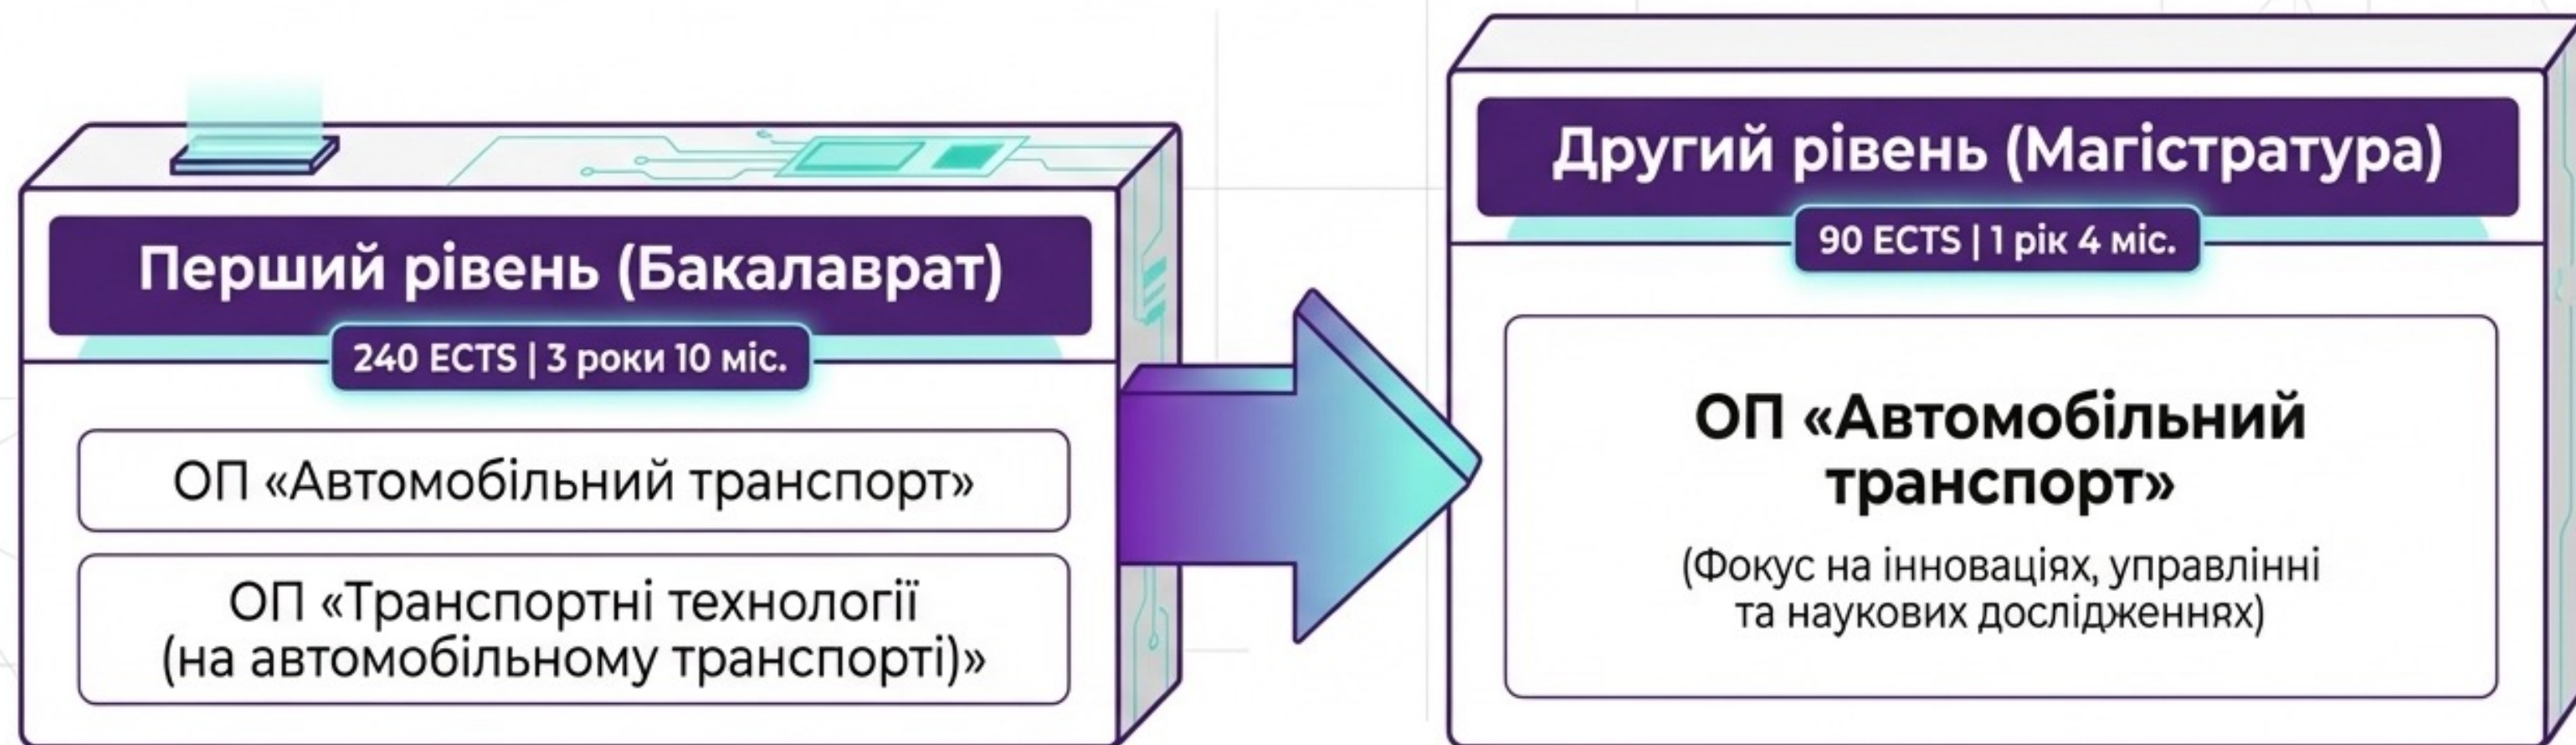 Перший рівень (Бакалаврат)
240 ECTS | 3 роки 10 міс.
ОП «Автомобільний транспорт»
ОП «Транспортні технології
(на автомобільному транспорті)»
Другий рівень (Магістратура)
90 ECTS | 1 рік 4 міс.
ОП «Автомобільний
транспорт»
(Фокус на інноваціях, управлінні
та наукових дослідженнях)